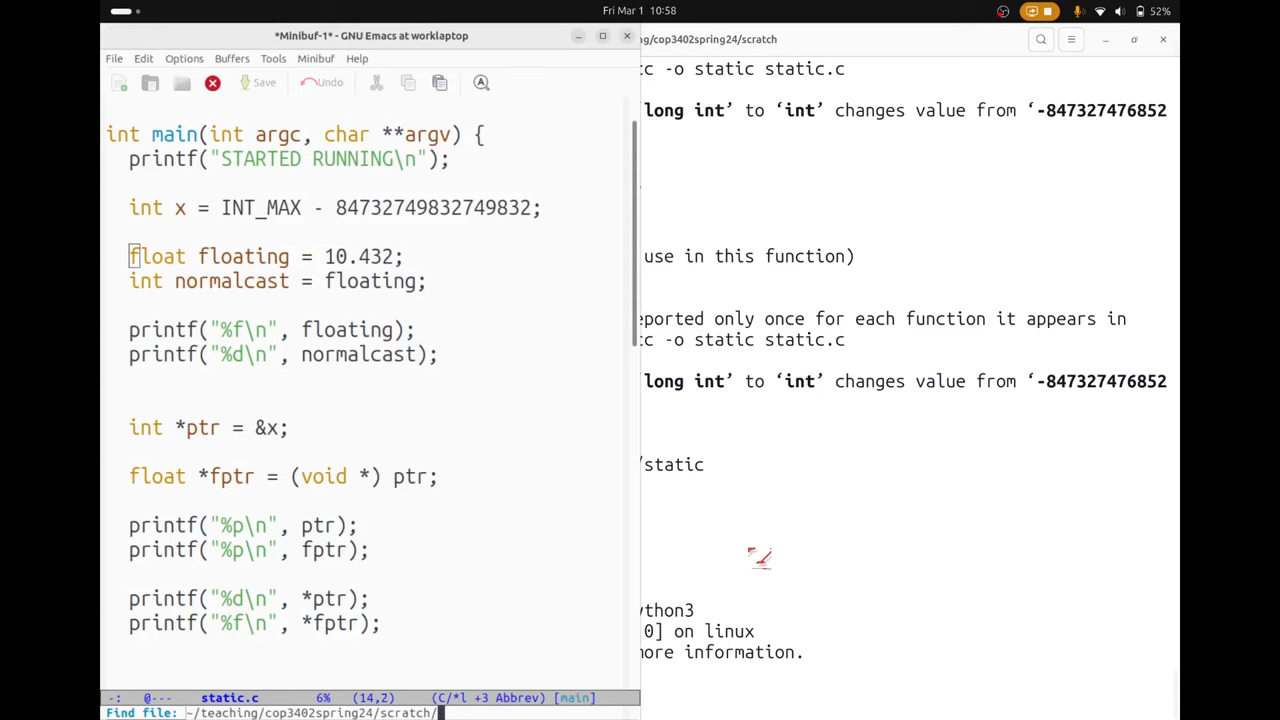 Fri Mar 1 10:58
52%
*Minibuf-1* - GNU Emacs at worklaptop
File Edit Options Buffers Tools Minibuf Help
Save Undo
int main(int argc, char **argv) {
printf("STARTED RUNNING\n");
int x = INT_MAX - 84732749832749832;
float floating = 10.432;
int normalcast = floating;
printf("%f\n", floating);
printf("%d\n", normalcast);
int *ptr = &x;
float *fptr = (void *) ptr;
printf("%p\n", ptr);
printf("%p\n", fptr);
printf("%d\n", *ptr);
printf("%f\n", *fptr);
-: @--- static.c 6% (14,2) (C/*l +3 Abbrev) [main]
Find file: ~/teaching/cop3402spring24/scratch/
/cop3402spring24/scratch
-o static static.c
long int’ to ‘int’ changes value from ‘-847327476852
use in this function)
eported only once for each function it appears in
-o static static.c
long int’ to ‘int’ changes value from ‘-847327476852
/static
ython3
0] on linux
more information.